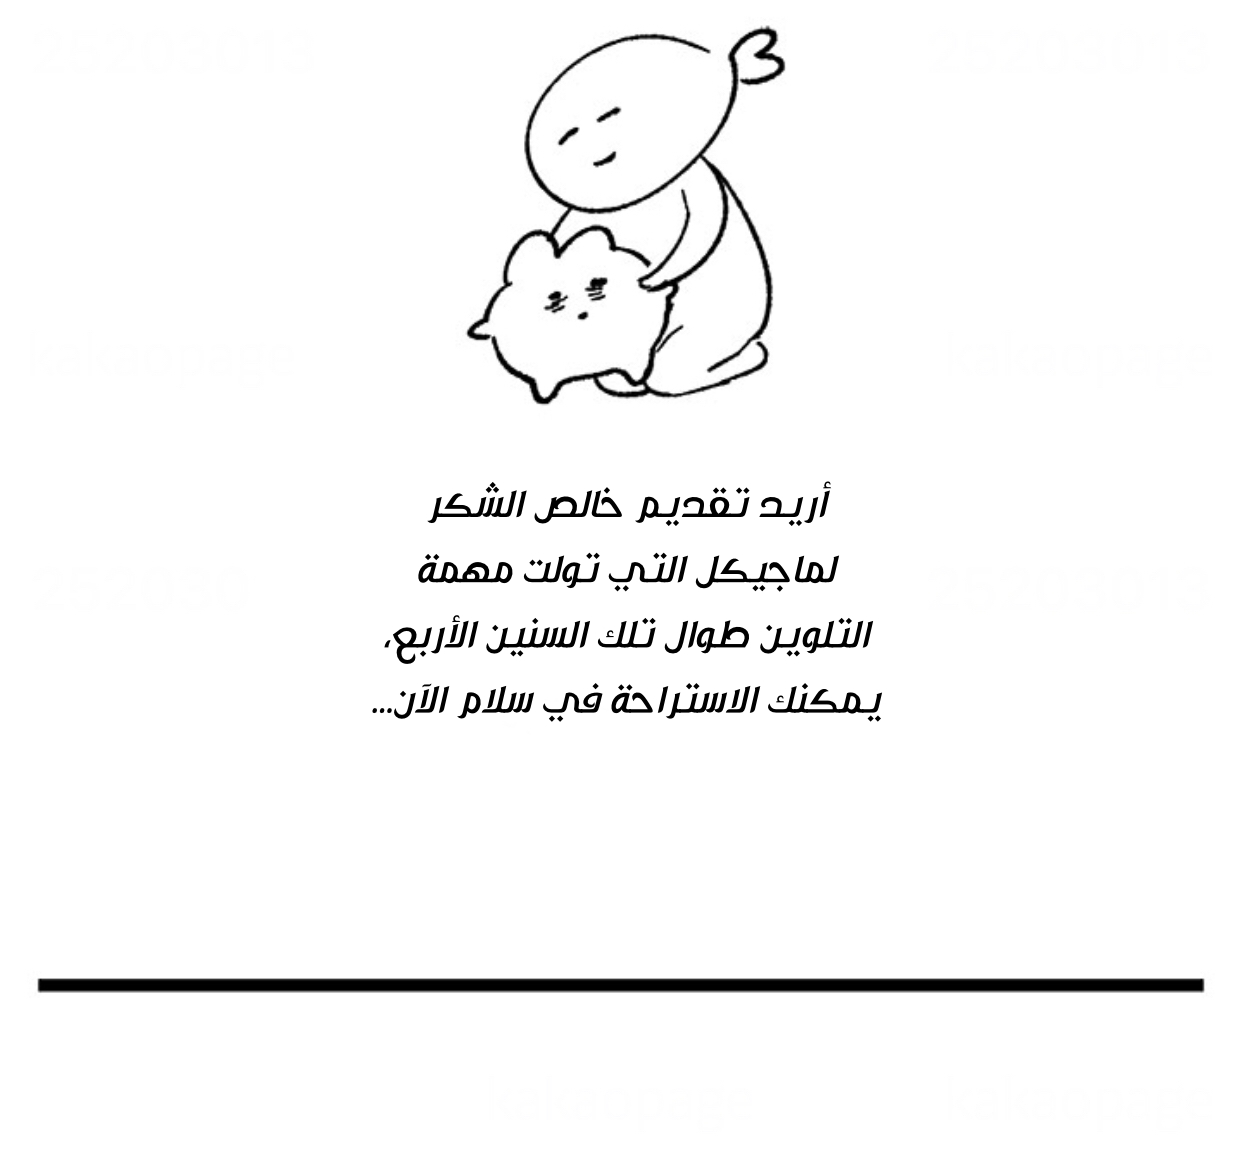 أريد تقديم خالص الشكر
لماجيكل التي تولت مهمة
التلوين طوال تلك السنين الأربع،
يمكنك الاستراحة في سلام الآن...